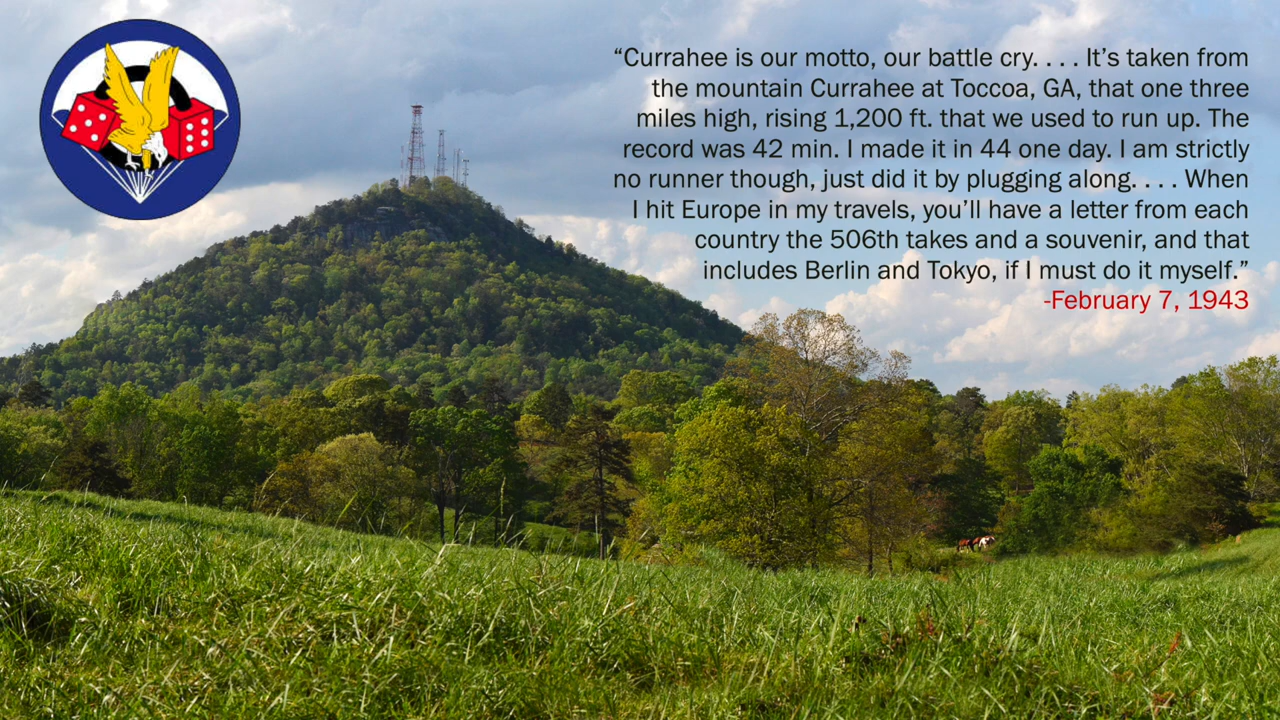 “Currahee is our motto, our battle cry. . . . It’s taken from
the mountain Currahee at Toccoa, GA, that one three
miles high, rising 1,200 ft. that we used to run up. The
record was 42 min. I made it in 44 one day. I am strictly
no runner though, just did it by plugging along. . . . When
I hit Europe in my travels, you’ll have a letter from each
country the 506th takes and a souvenir, and that
includes Berlin and Tokyo, if I must do it myself.”
-February 7, 1943